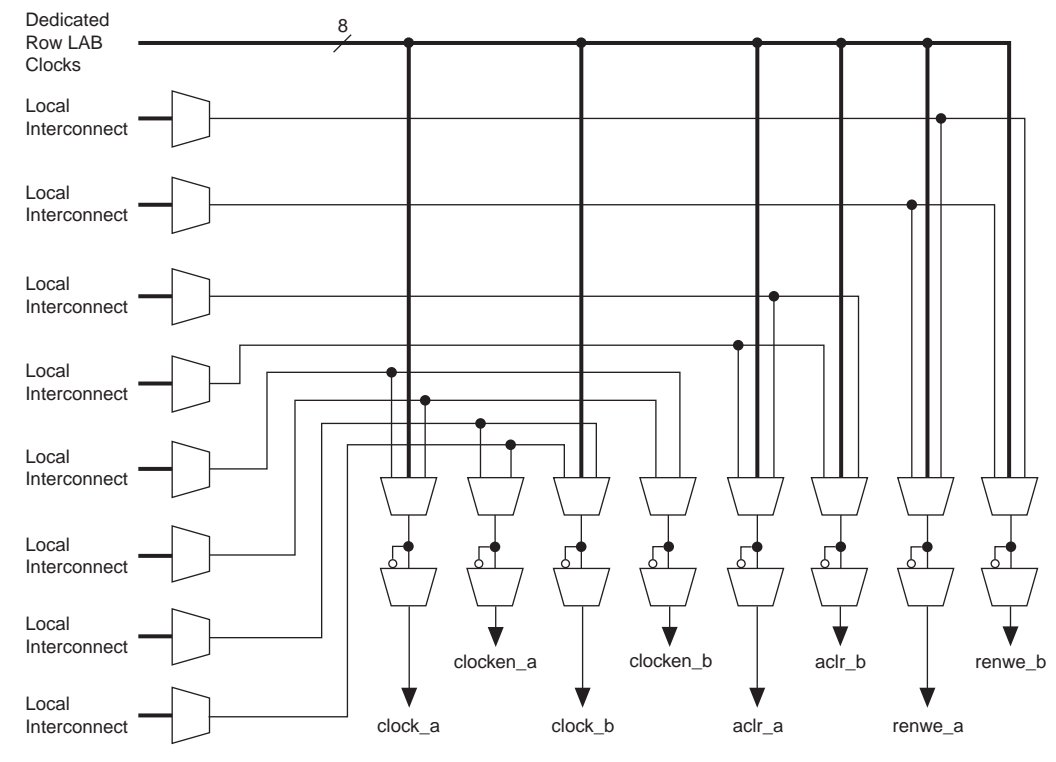 Dedicated
Row LAB
Clocks
8
Local
Interconnect
Local
Interconnect
Local
Interconnect
Local
Interconnect
Local
Interconnect
Local
Interconnect
Local
Interconnect
Local
Interconnect
clocken_a
clocken_b
aclr_b
renwe_b
clock_a
clock_b
aclr_a
renwe_a